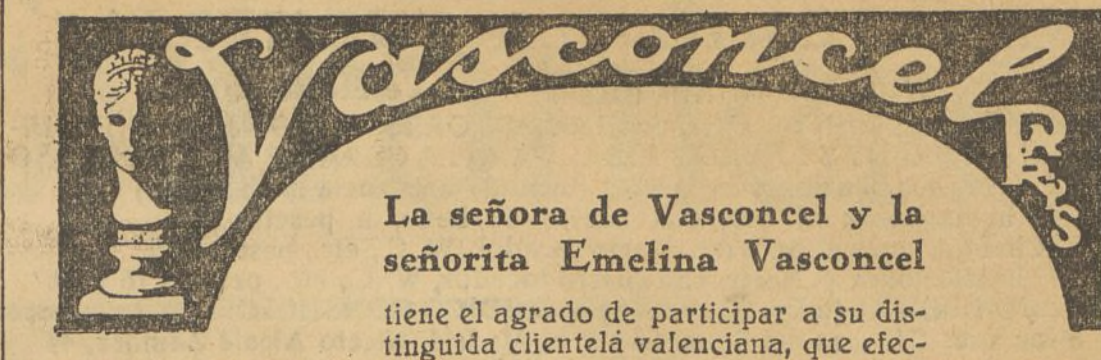 Vasconcel
París
La señora de Vasconcel y la
señorita Emelina Vasconcel
tiene el agrado de participar a su dis-
tinguida clientela valenciana, que efec-